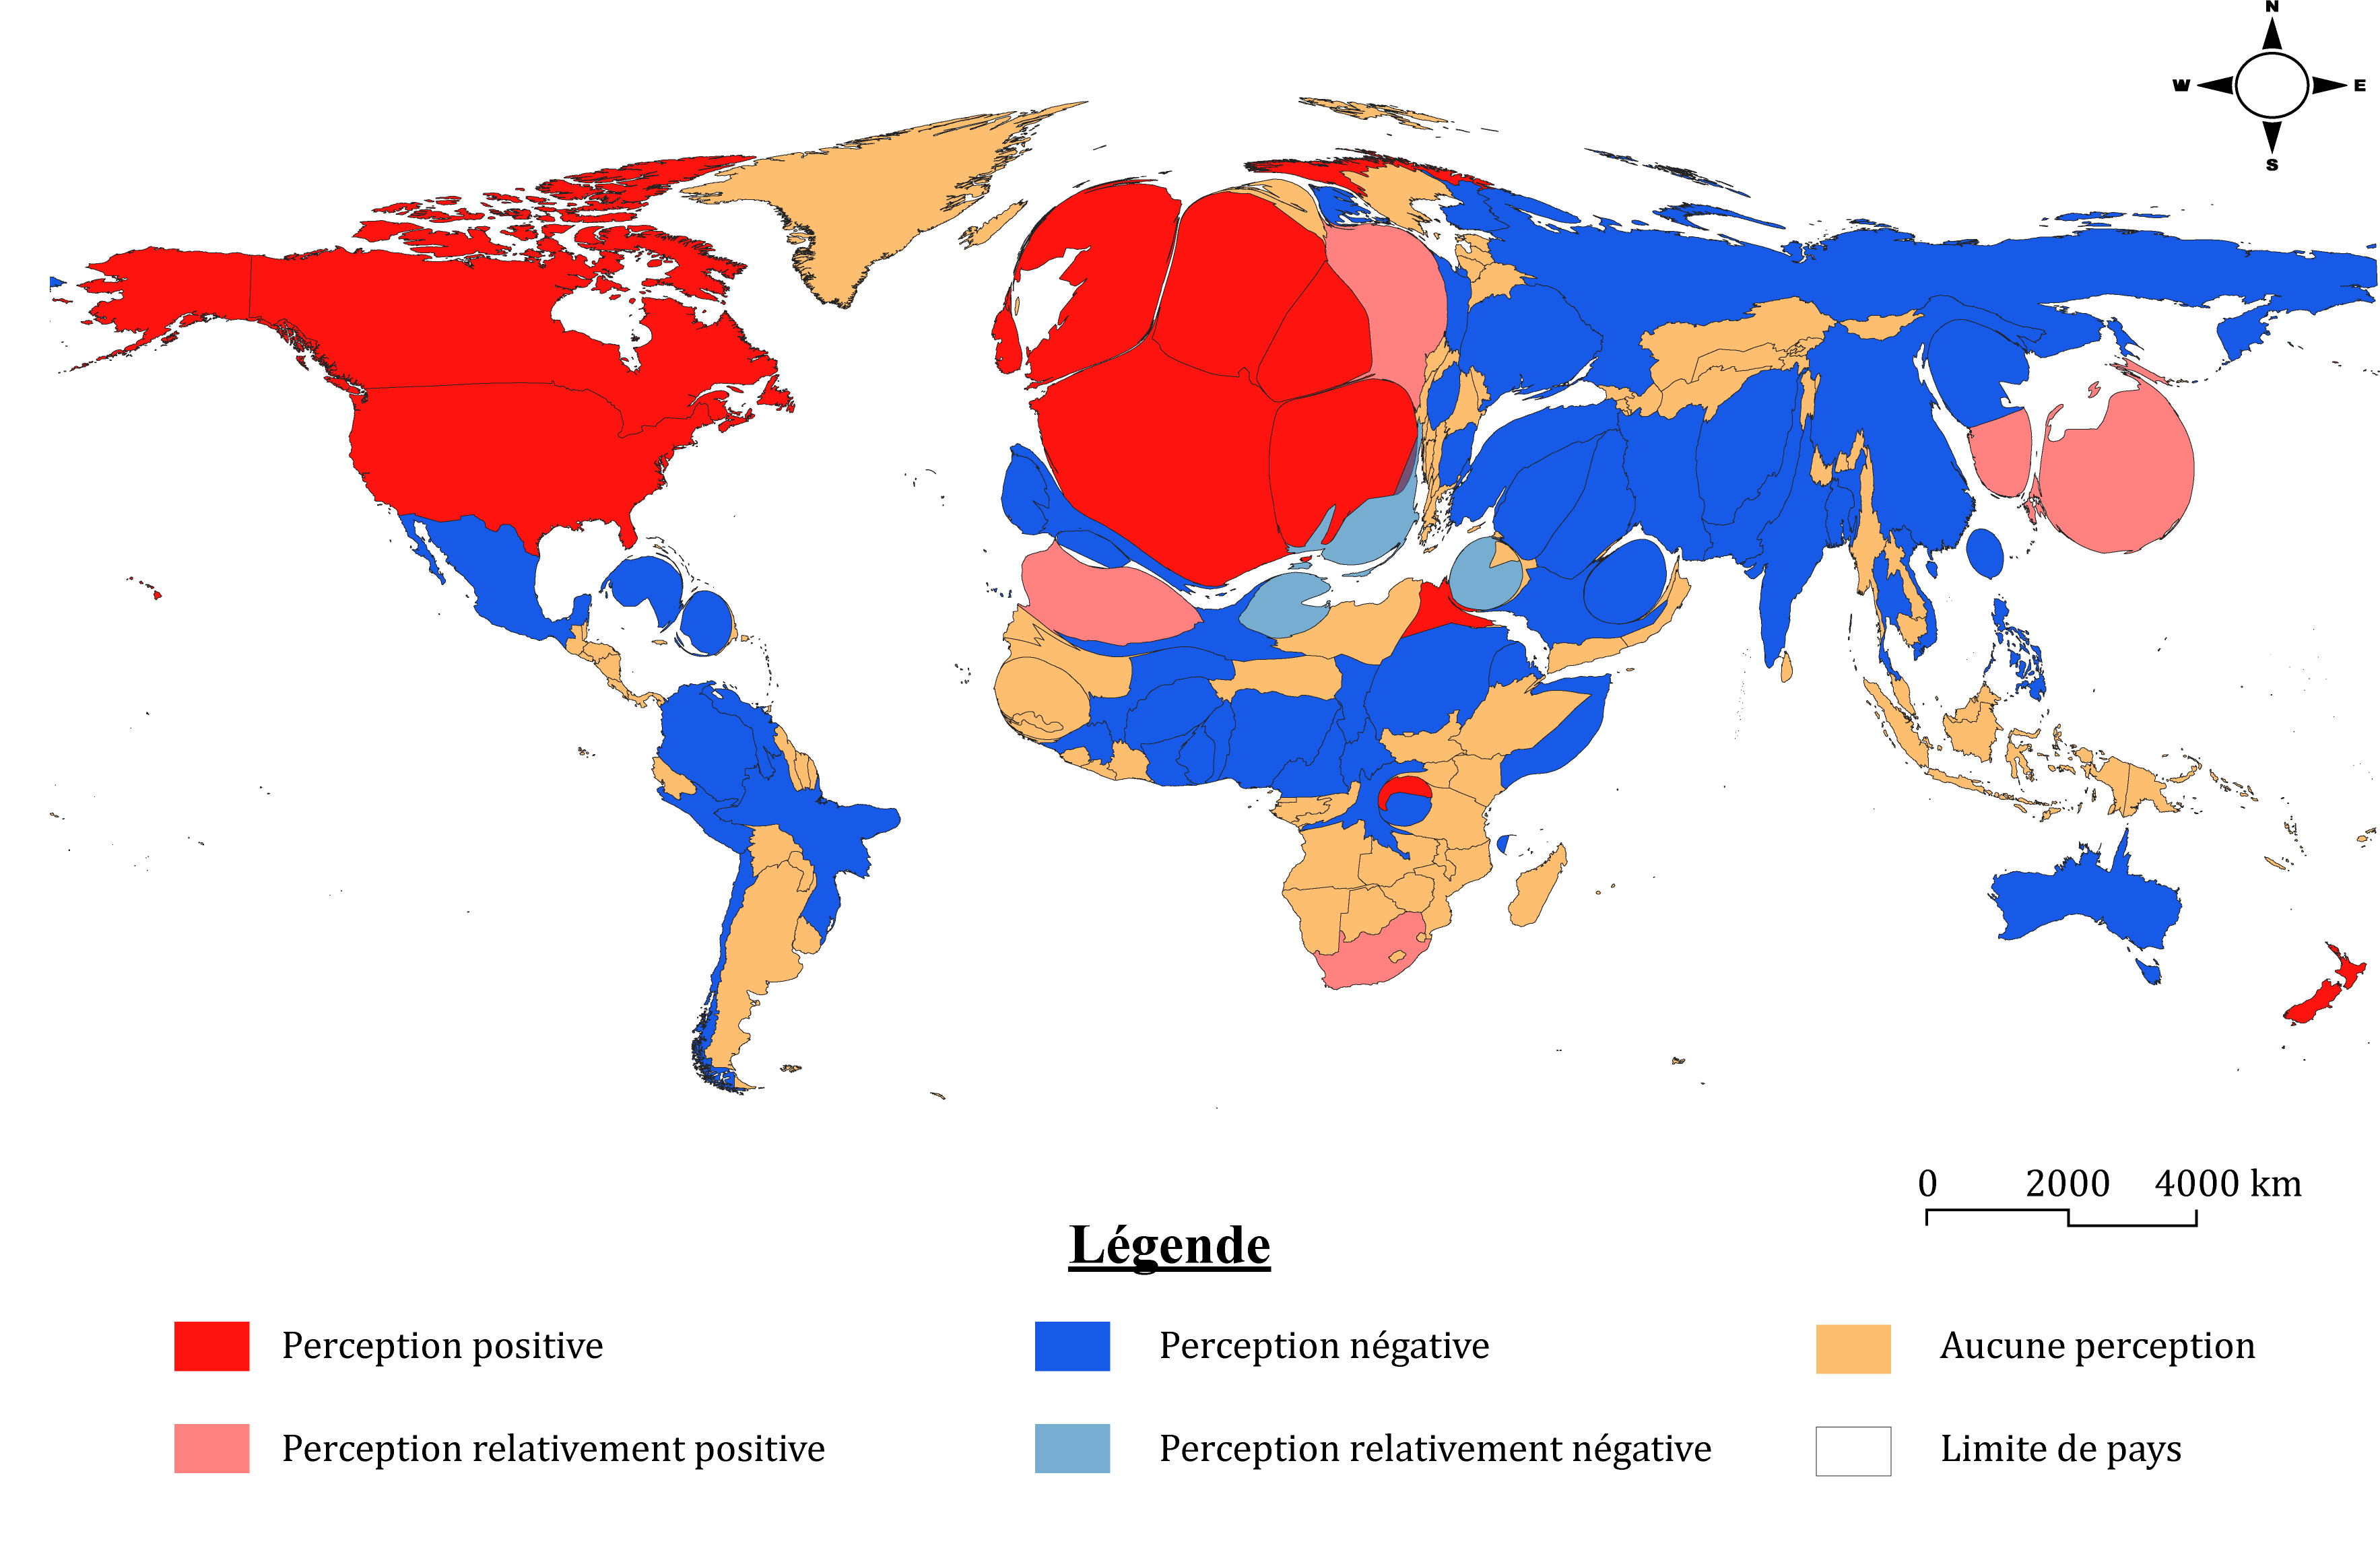 N
W E
S
0 2000 4000 km
Légende
Perception positive Perception négative Aucune perception
Perception relativement positive Perception relativement négative Limite de pays